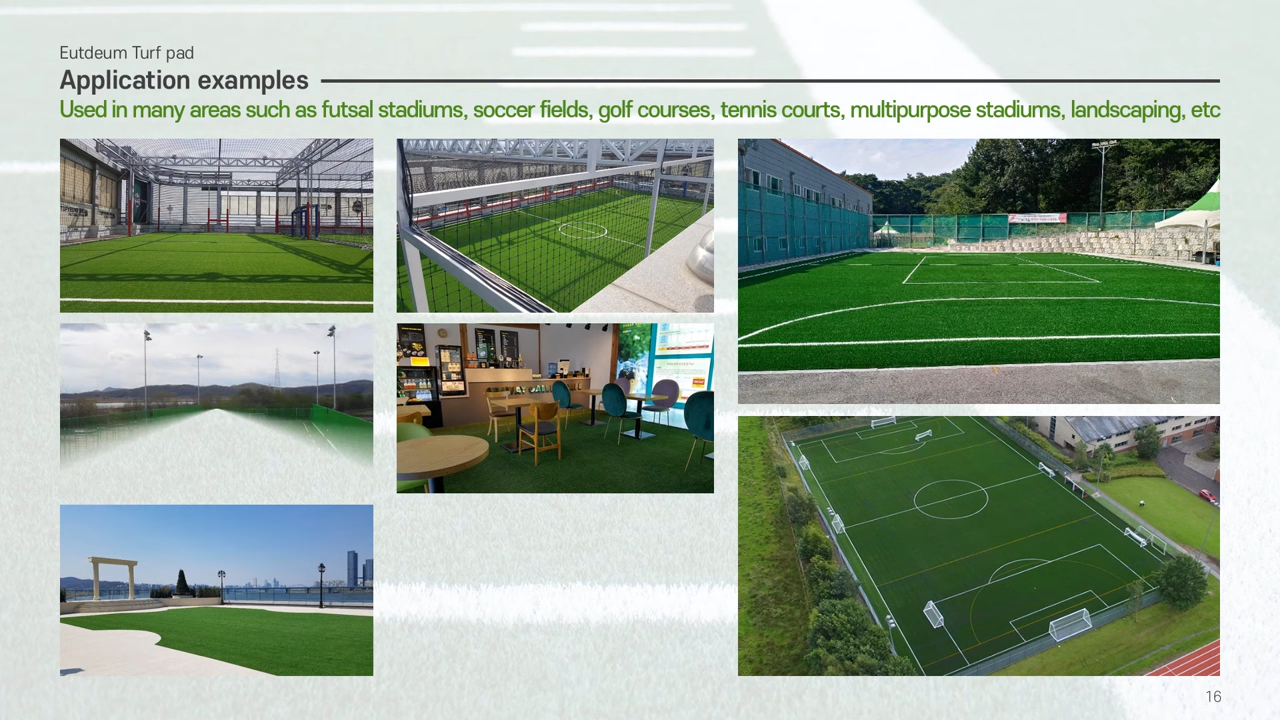 Eutdeum Turf pad
Application examples
Used in many areas such as futsal stadiums, soccer fields, golf courses, tennis courts, multipurpose stadiums, landscaping, etc
16